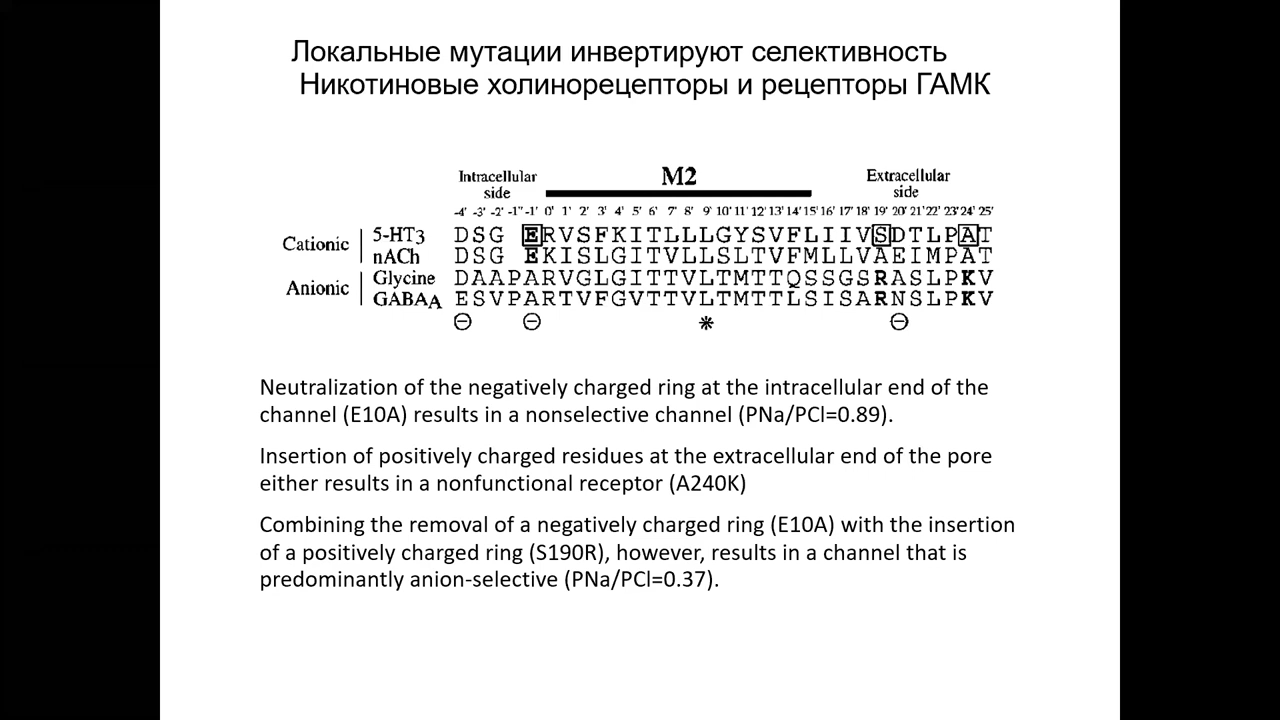 Локальные мутации инвертируют селективность
Никотиновые холинорецепторы и рецепторы ГАМК
Intracellular side
M2
Extracellular side
-4' -3' -2' -1" -1' 0' 1' 2' 3' 4' 5' 6' 7' 8' 9' 10' 11' 12' 13' 14' 15' 16' 17' 18' 19' 20' 21' 22' 23' 24' 25'
Cationic
5-HT3 DSG ERVSFKITLLLGYSVFLIIVSDTLPAT
nACh DSG EKISLGITVLLSLTVFMLLVAEIMPAT
Anionic
Glycine DAAPARVGLGITTVLTMTTQSSGSRASLPKV
GABAA ESVPARTVFGVTTVLTMTTLSISARNSLPKV
⊖ ⊖ * ⊖
Neutralization of the negatively charged ring at the intracellular end of the
channel (E10A) results in a nonselective channel (PNa/PCl=0.89).
Insertion of positively charged residues at the extracellular end of the pore
either results in a nonfunctional receptor (A240K)
Combining the removal of a negatively charged ring (E10A) with the insertion
of a positively charged ring (S190R), however, results in a channel that is
predominantly anion-selective (PNa/PCl=0.37).